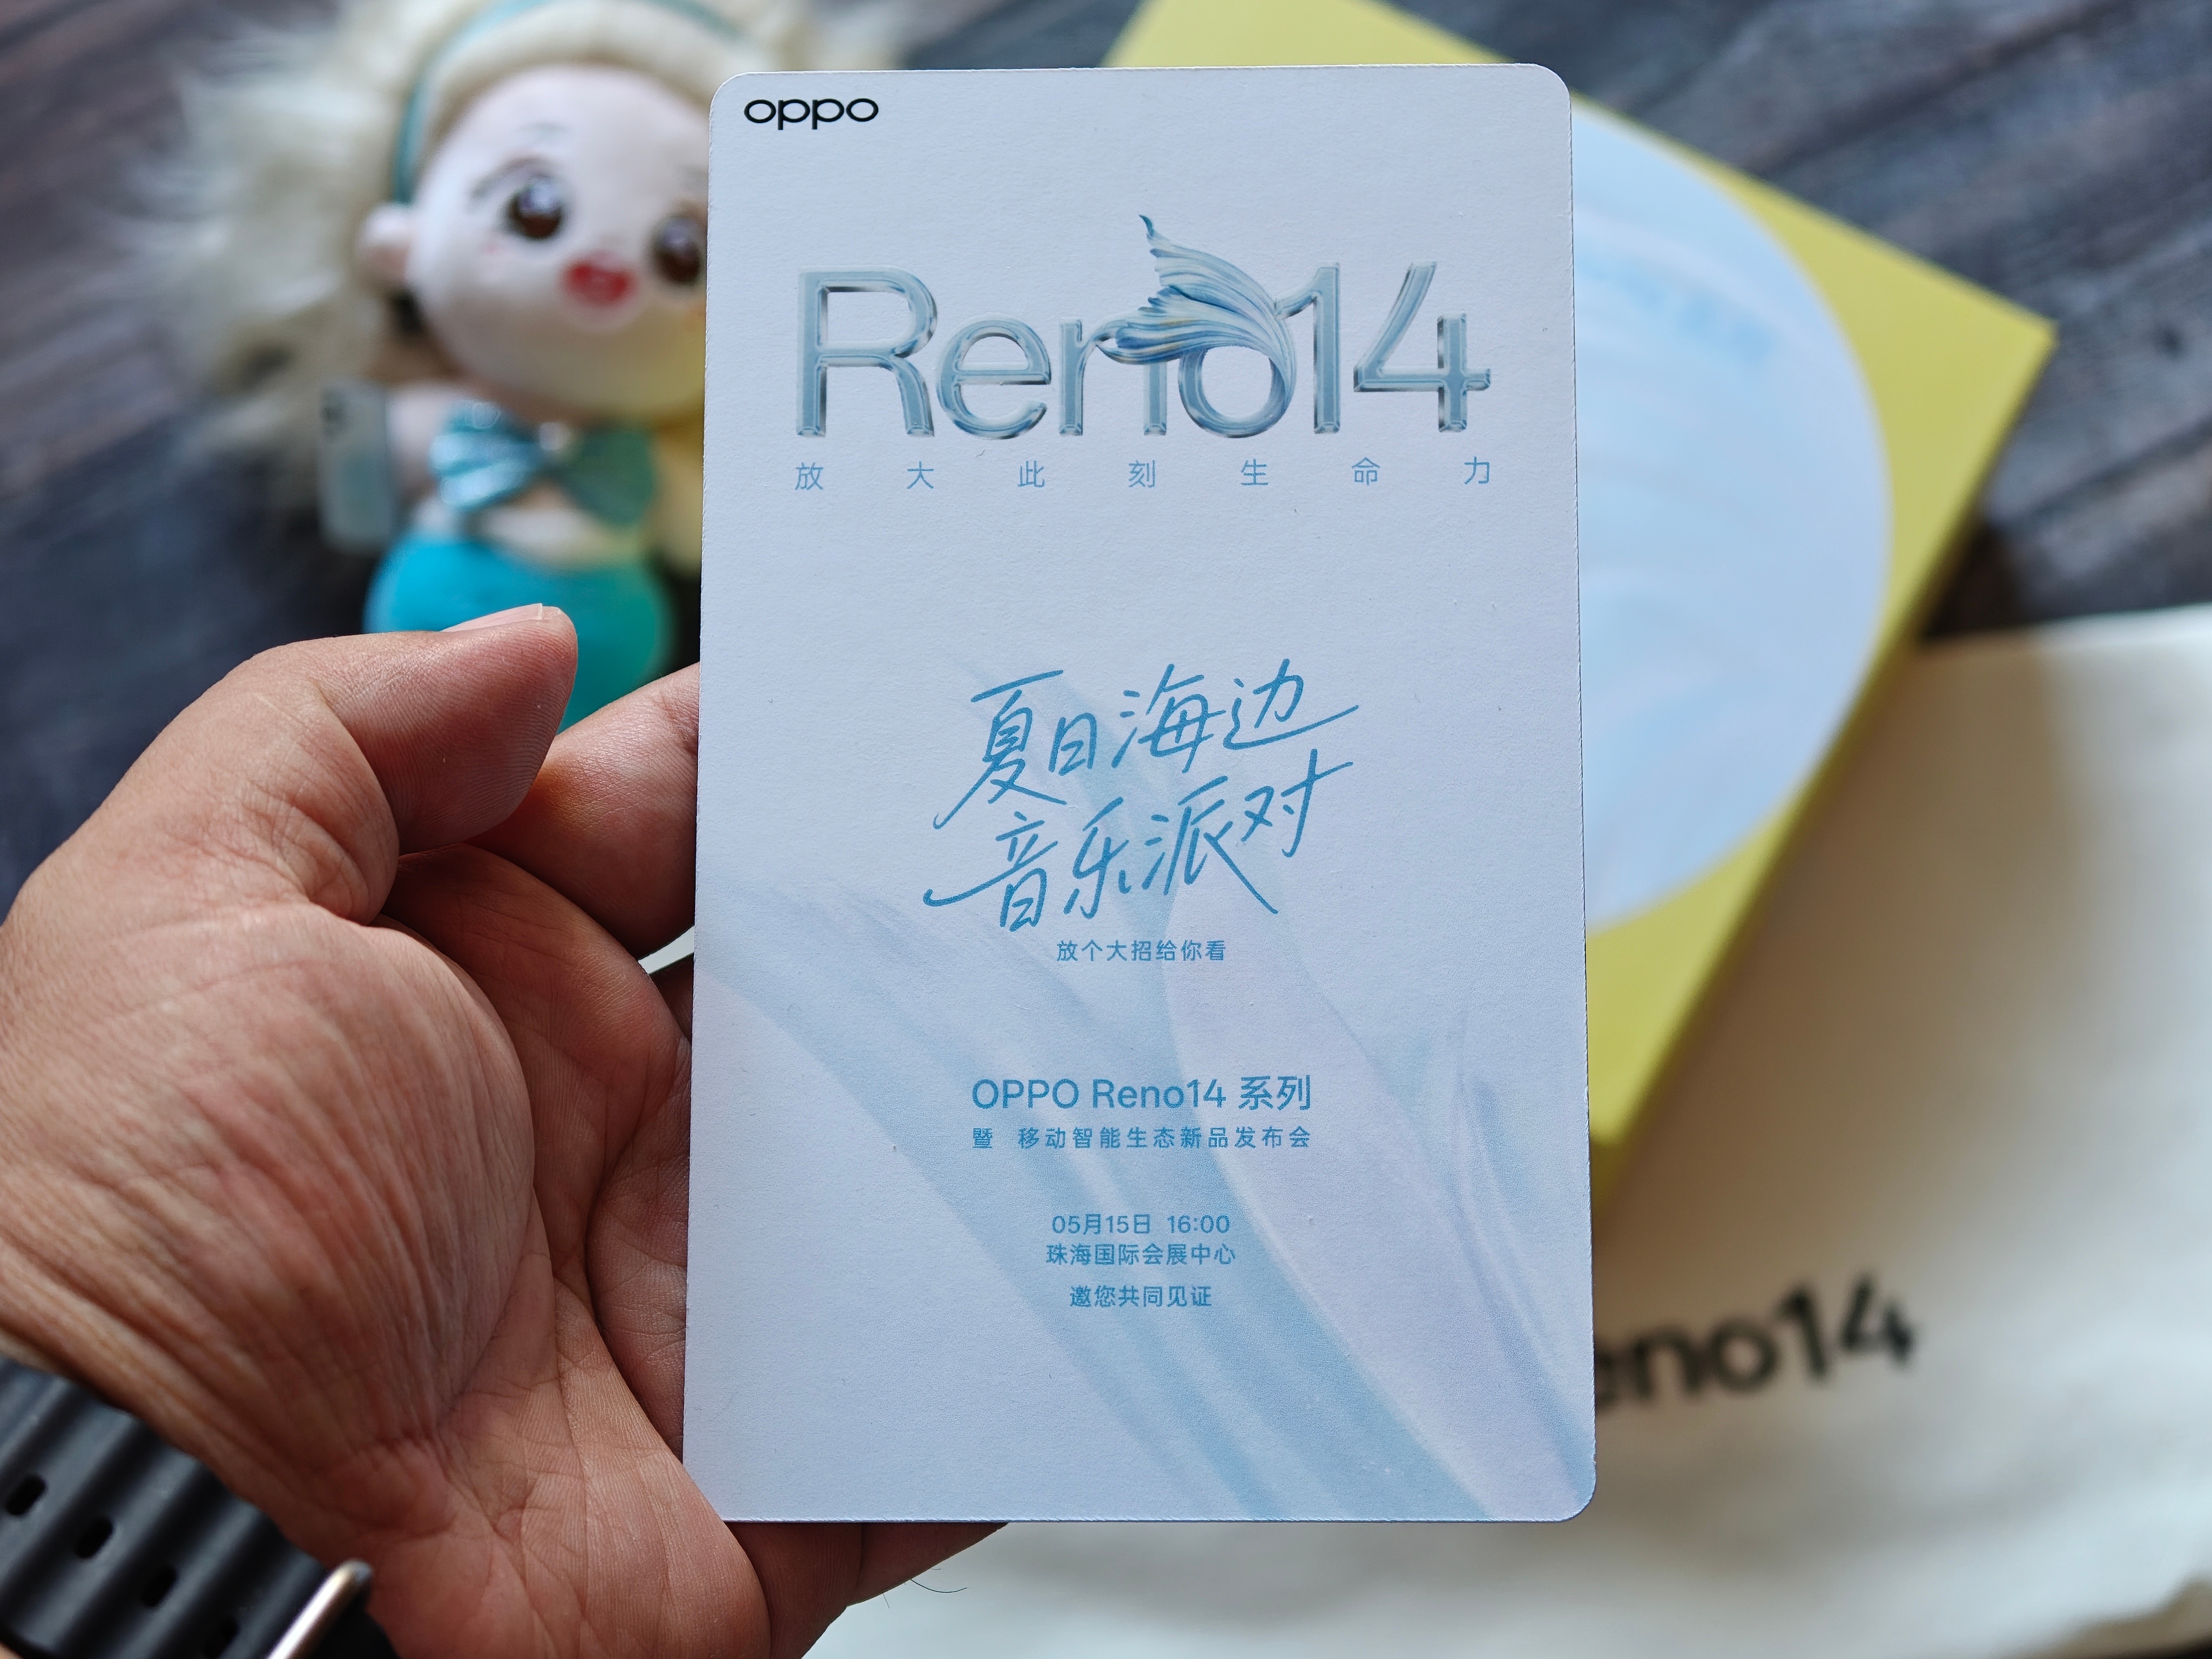 oppo
Reno14
放大此刻生命力
夏日海边
音乐派对
放个大招给你看
OPPO Reno14 系列
暨 移动智能生态新品发布会
05月15日 16:00
珠海国际会展中心
邀您共同见证
eno14